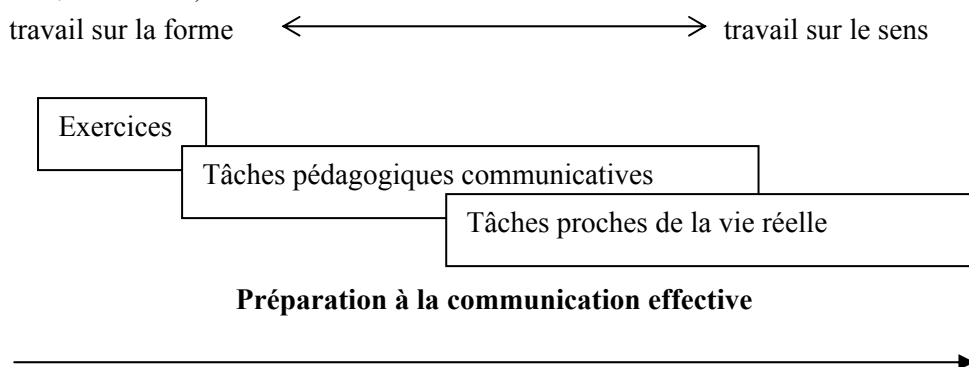 travail sur la forme travail sur le sens
Exercices
Tâches pédagogiques communicatives
Tâches proches de la vie réelle
Préparation à la communication effective